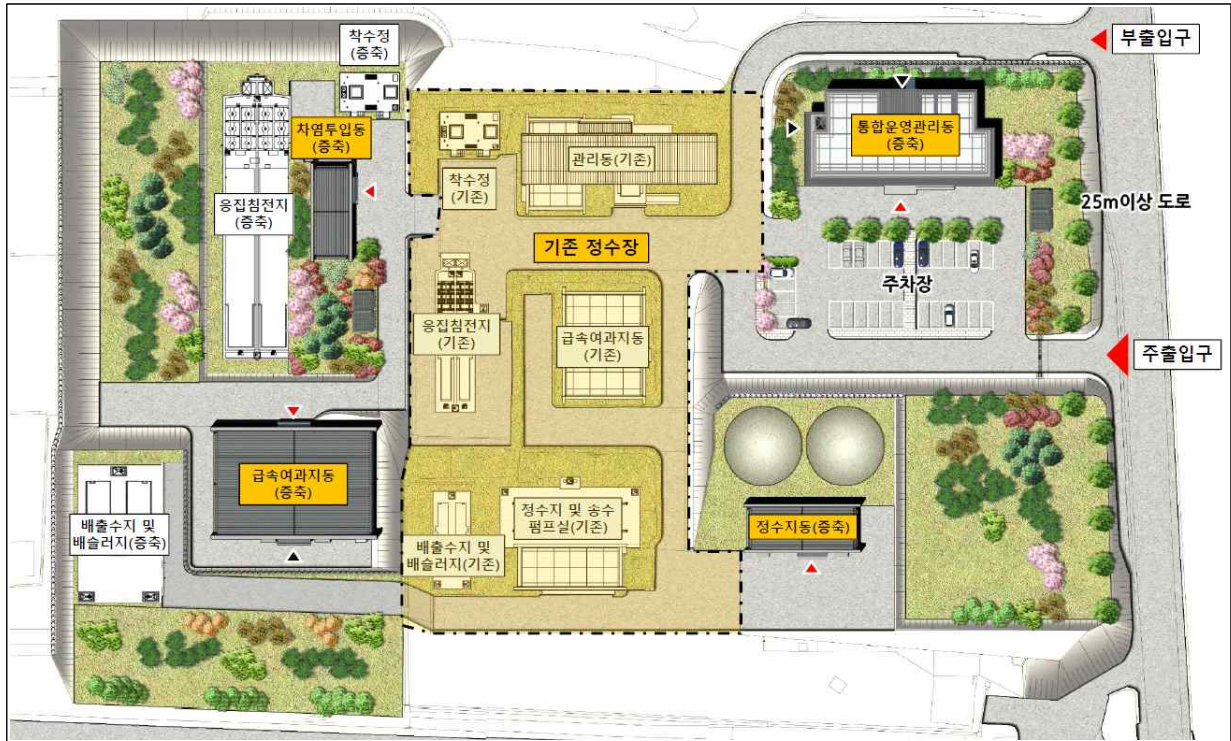 착수정
(증축)
부출입구
차염투입동
(증축)
통합운영관리동
(증축)
관리동(기존)
착수정
(기존)
응집침전지
(증축)
25m이상 도로
기존 정수장
주차장
응집침전지
(기존)
급속여과지동
(기존)
주출입구
급속여과지동
(증축)
배출수지 및
배슬러지(증축)
정수지 및 송수
펌프실(기존)
정수지동(증축)
배출수지 및
배슬러지(기존)